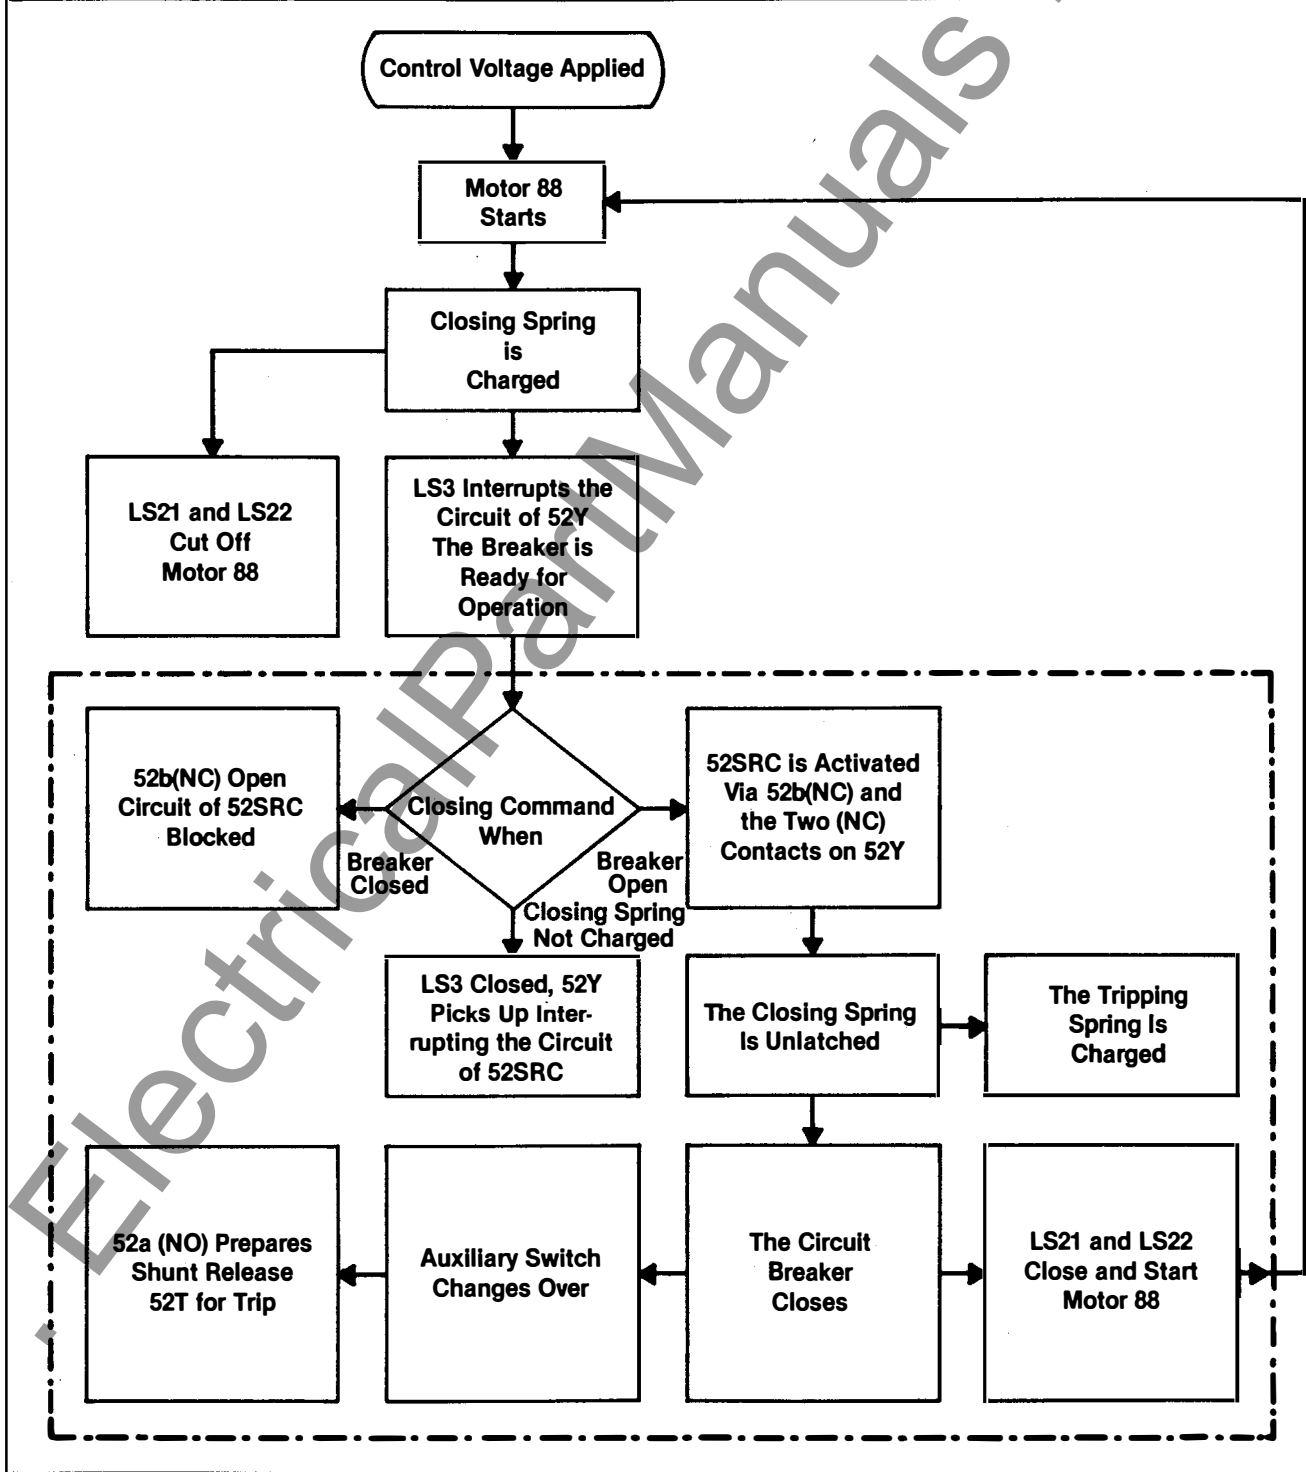 Control Voltage Applied
Motor 88
Starts
Closing Spring
is
Charged
LS21 and LS22
Cut Off
Motor 88
LS3 Interrupts the
Circuit of 52Y
The Breaker is
Ready for
Operation
52b(NC) Open
Circuit of 52SRC
Blocked
Closing Command
When
Breaker
Closed
Breaker
Open
Closing Spring
Not Charged
52SRC is Activated
Via 52b(NC) and
the Two (NC)
Contacts on 52Y
LS3 Closed, 52Y
Picks Up Inter-
rupting the Circuit
of 52SRC
The Closing Spring
Is Unlatched
The Tripping
Spring Is
Charged
52a (NO) Prepares
Shunt Release
52T for Trip
Auxiliary Switch
Changes Over
The Circuit
Breaker
Closes
LS21 and LS22
Close and Start
Motor 88
. ElectricalPartManuals .